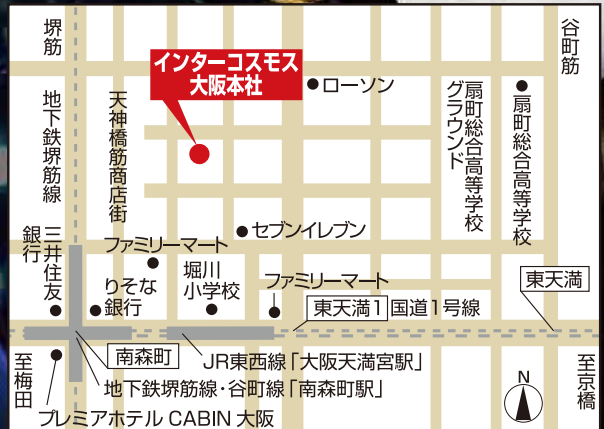 堺筋
谷町筋
インターコスモス
大阪本社
ローソン
地下鉄堺筋線
天神橋筋商店街
扇町総合高等学校
グラウンド
扇町総合高等学校
セブンイレブン
三井住友
銀行
ファミリーマート
りそな
銀行
堀川
小学校
ファミリーマート
東天満
東天満1
国道1号線
南森町
JR東西線「大阪天満宮駅」
地下鉄堺筋線・谷町線「南森町駅」
至梅田
至京橋
プレミアホテル CABIN 大阪
N